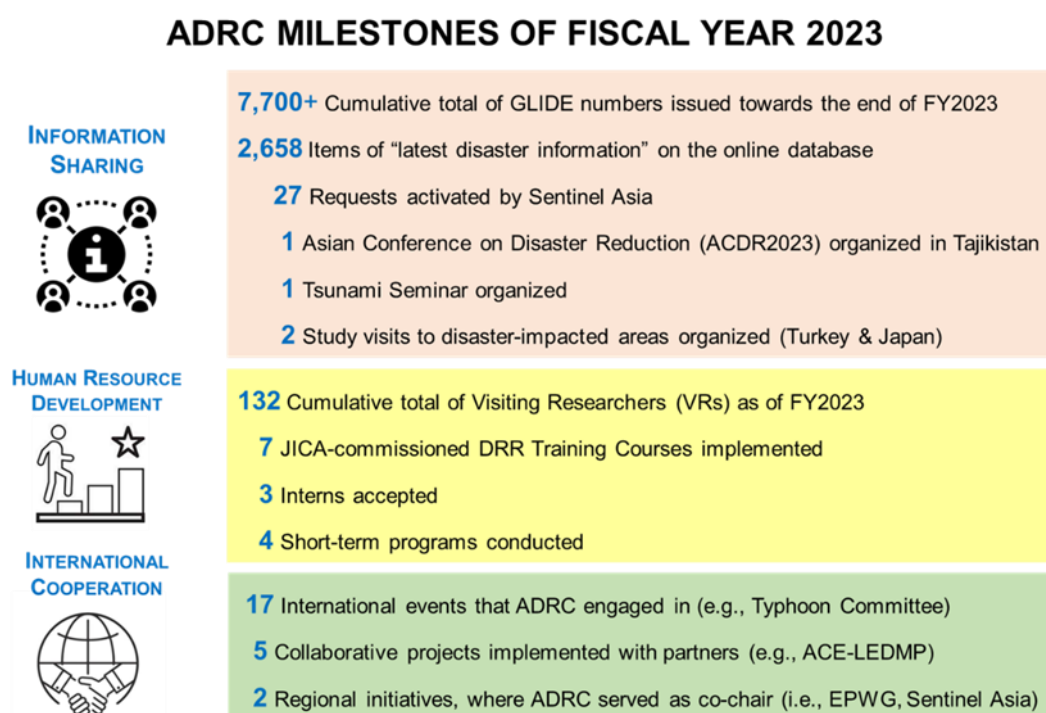 ADRC MILESTONES OF FISCAL YEAR 2023
INFORMATION
SHARING
7,700+ Cumulative total of GLIDE numbers issued towards the end of FY2023
2,658 Items of “latest disaster information” on the online database
27 Requests activated by Sentinel Asia
1 Asian Conference on Disaster Reduction (ACDR2023) organized in Tajikistan
1 Tsunami Seminar organized
2 Study visits to disaster-impacted areas organized (Turkey & Japan)
HUMAN RESOURCE
DEVELOPMENT
132 Cumulative total of Visiting Researchers (VRs) as of FY2023
7 JICA-commissioned DRR Training Courses implemented
3 Interns accepted
4 Short-term programs conducted
INTERNATIONAL
COOPERATION
17 International events that ADRC engaged in (e.g., Typhoon Committee)
5 Collaborative projects implemented with partners (e.g., ACE-LEDMP)
2 Regional initiatives, where ADRC served as co-chair (i.e., EPWG, Sentinel Asia)